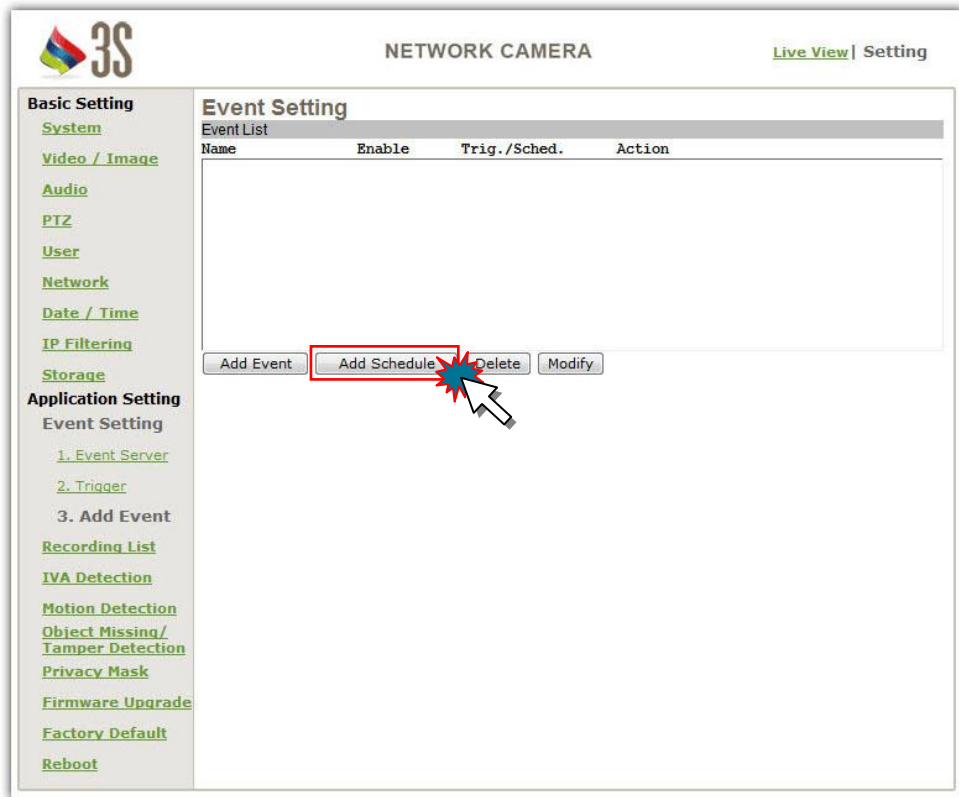 3S
NETWORK CAMERA
Live View| Setting
Basic Setting
System
Video / Image
Audio
PTZ
User
Network
Date / Time
IP Filtering
Storage
Application Setting
Event Setting
1. Event Server
2. Trigger
3. Add Event
Recording List
IVA Detection
Motion Detection
Object Missing/
Tamper Detection
Privacy Mask
Firmware Upgrade
Factory Default
Reboot
Event Setting
Event List
Name Enable Trig./Sched. Action
Add Event Add Schedule Delete Modify